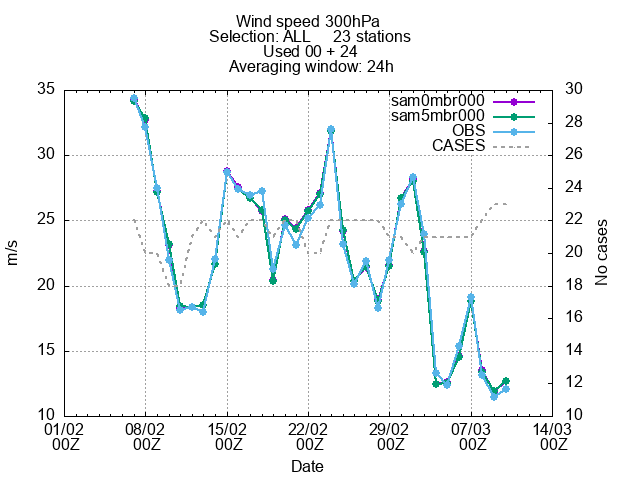 Wind speed 300hPa
Selection: ALL     23 stations
Used 00 + 24
Averaging window: 24h
35
30
25
20
15
10
30
28
26
24
22
20
18
16
14
12
10
sam0mbr000
sam5mbr000
OBS
CASES
m/s
No cases
01/02 08/02 15/02 22/02 29/02 07/03 14/03
00Z 00Z 00Z 00Z 00Z 00Z 00Z
Date